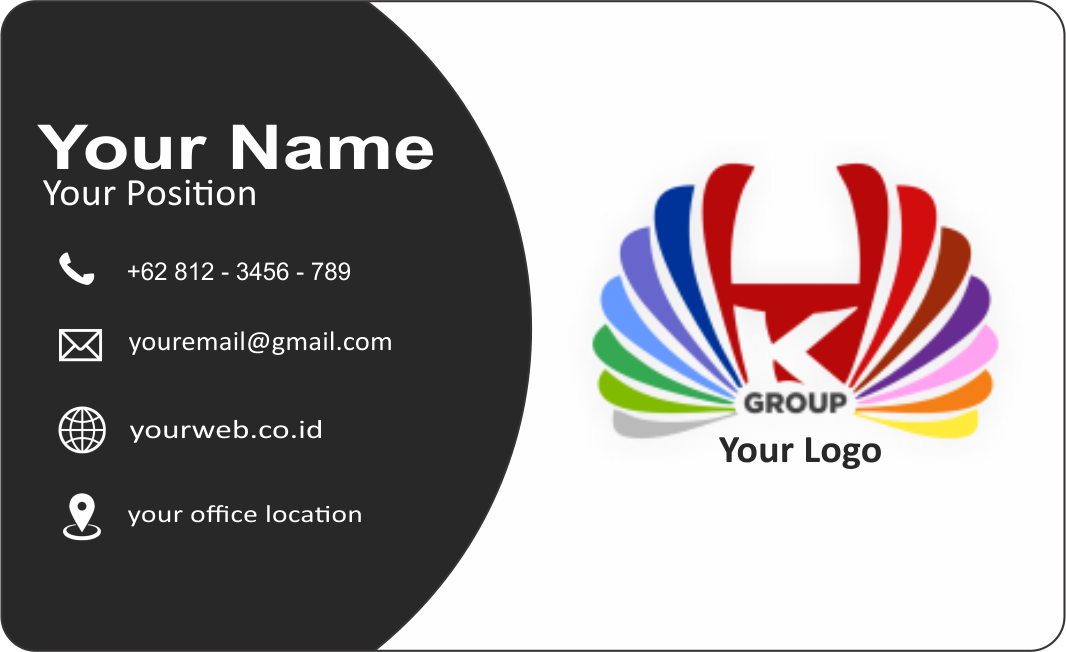 Your Name
Your Position
+62 812 - 3456 - 789
youremail@gmail.com
yourweb.co.id
your office location
HK
GROUP
Your Logo